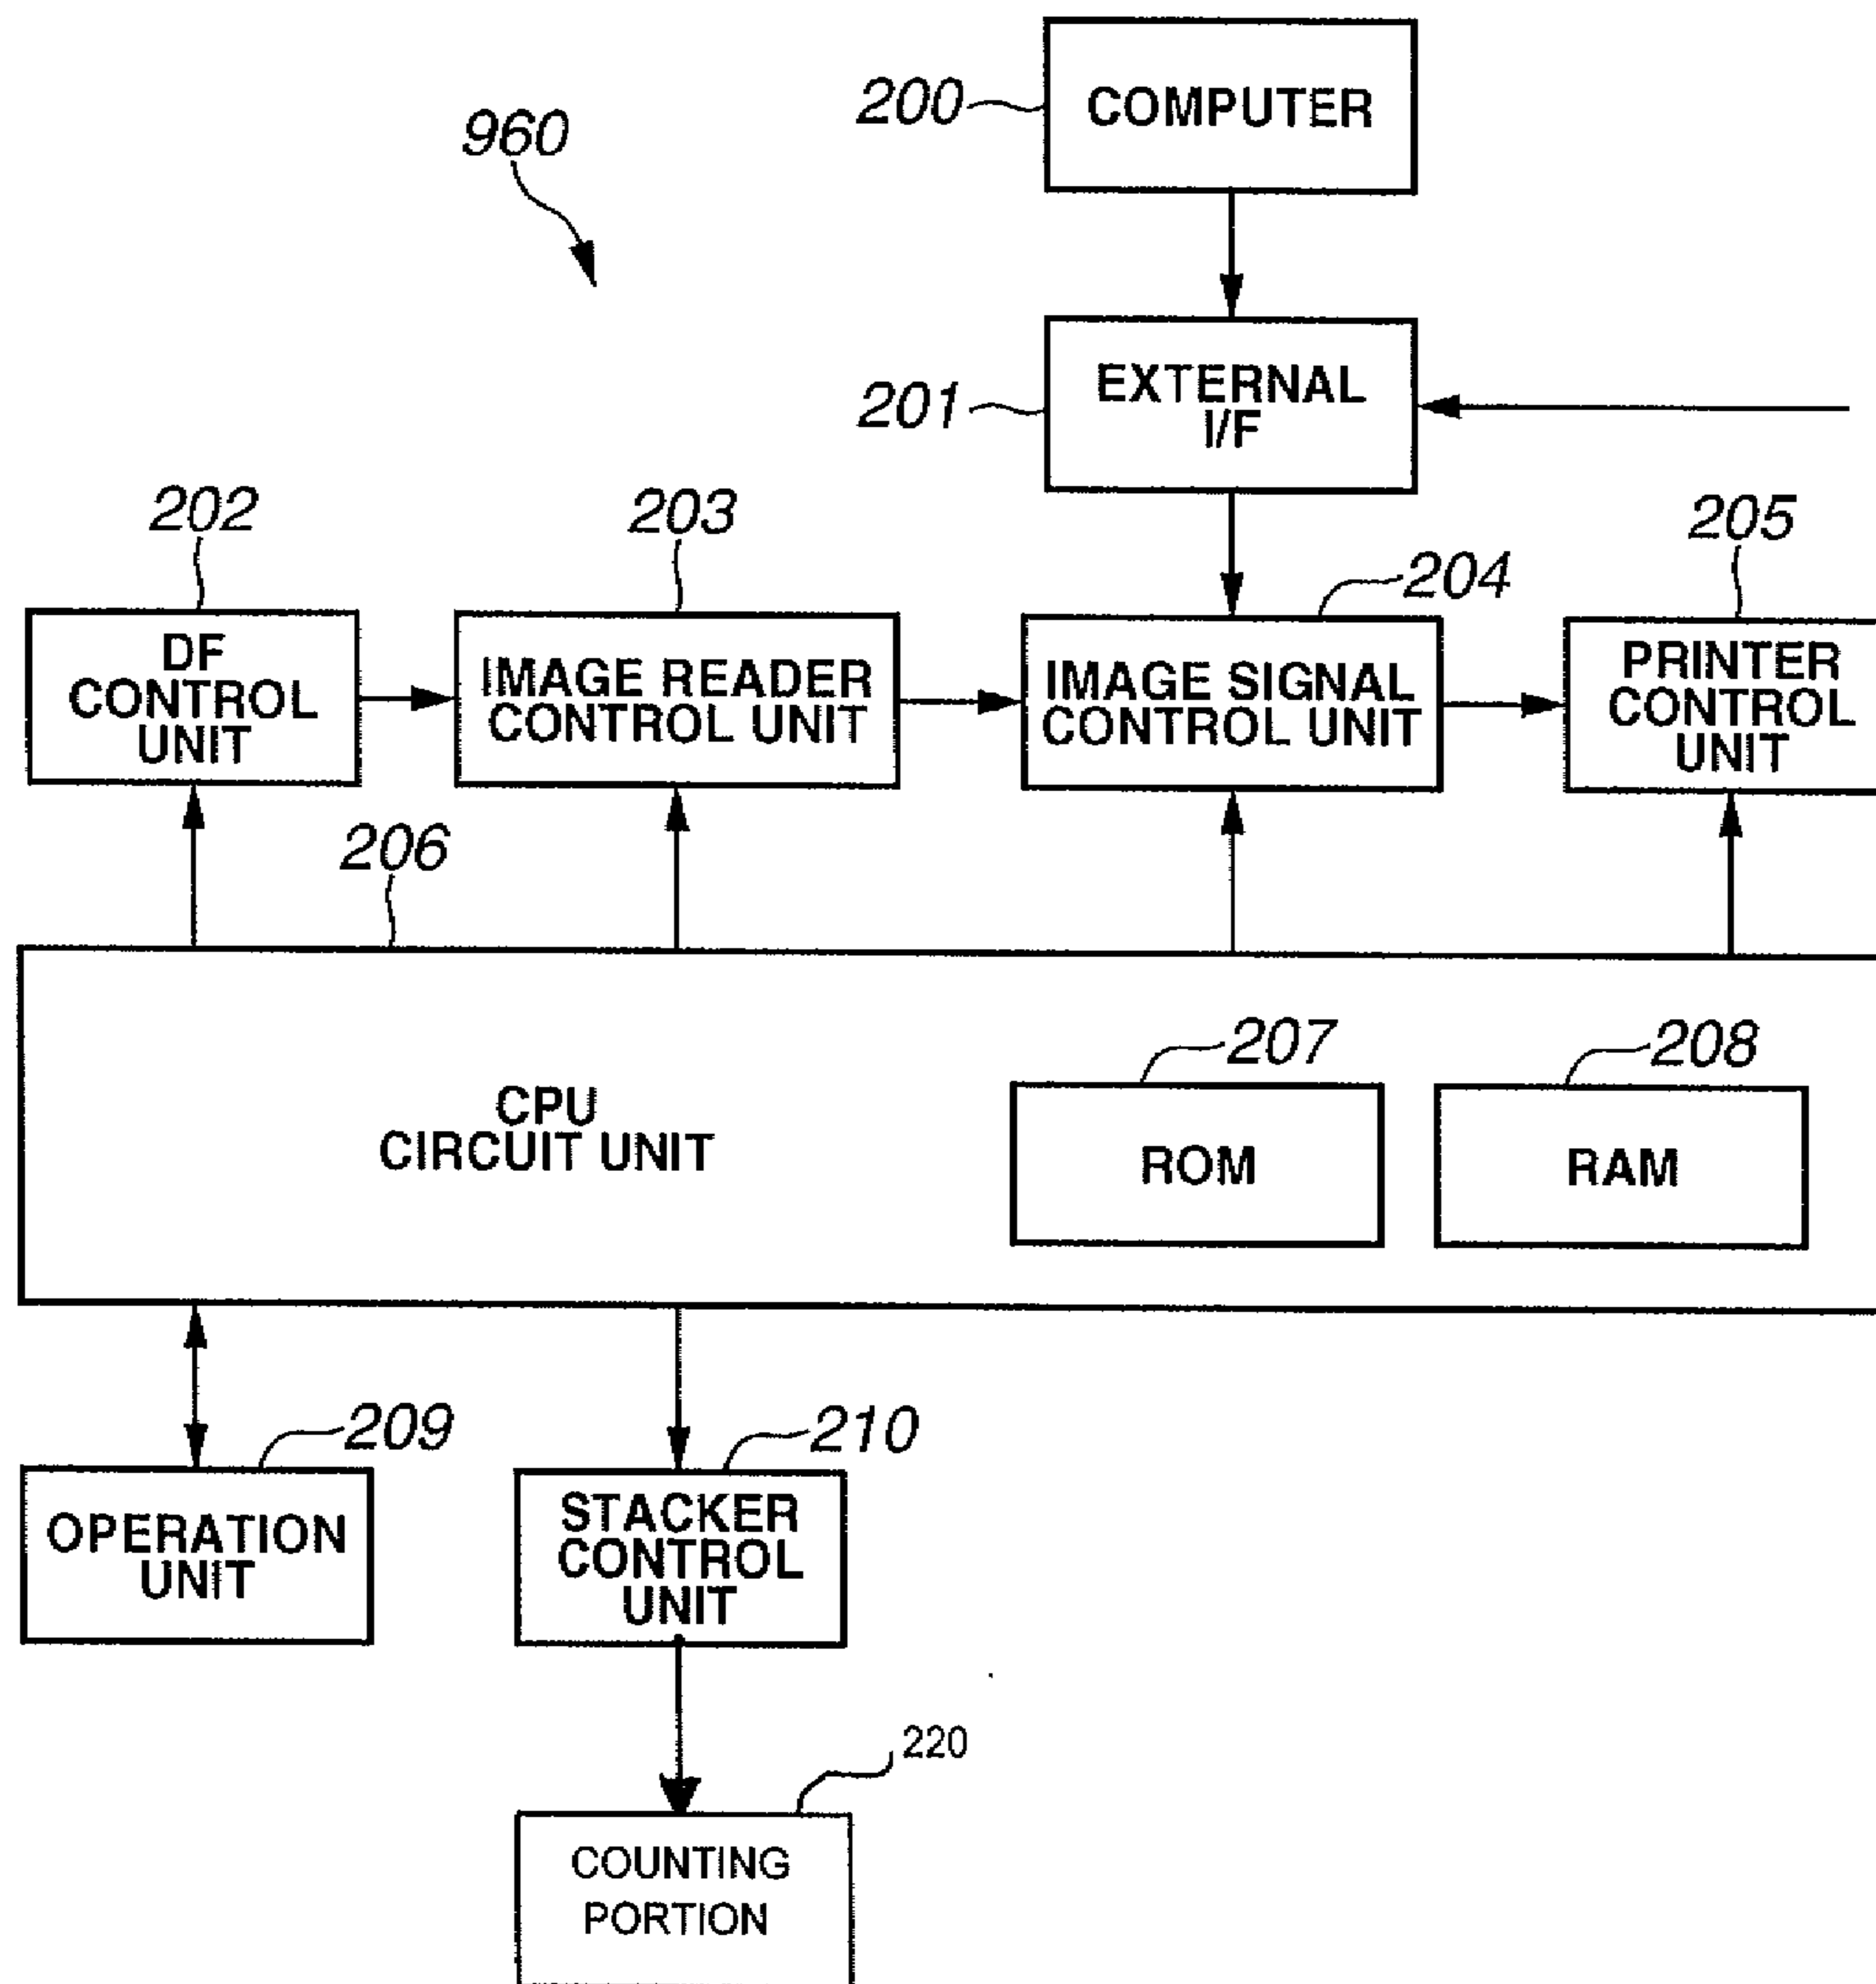 960
200
COMPUTER
201
EXTERNAL
I/F
202
203
204
205
DF
CONTROL
UNIT
IMAGE READER
CONTROL UNIT
IMAGE SIGNAL
CONTROL UNIT
PRINTER
CONTROL
UNIT
206
CPU
CIRCUIT UNIT
207
ROM
208
RAM
209
OPERATION
UNIT
210
STACKER
CONTROL
UNIT
220
COUNTING
PORTION